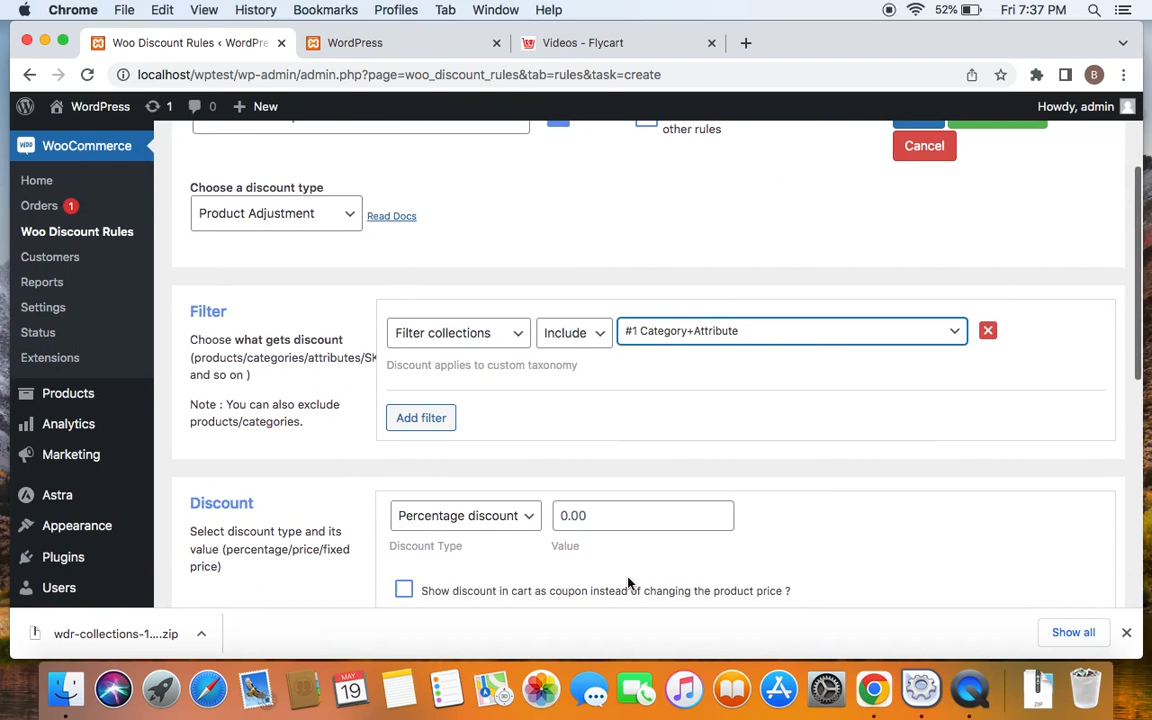 Chrome File Edit View History Bookmarks Profiles Tab Window Help 52% Fri 7:37 PM
Woo Discount Rules ‹ WordPre WordPress Videos - Flycart
localhost/wptest/wp-admin/admin.php?page=woo_discount_rules&tab=rules&task=create B
WordPress 1 0 New Howdy, admin
WooCommerce
Home
Orders 1
Woo Discount Rules
Customers
Reports
Settings
Status
Extensions
Products
Analytics
Marketing
Astra
Appearance
Plugins
Users
other rules
Cancel
Choose a discount type
Product Adjustment Read Docs
Filter
Choose what gets discount
(products/categories/attributes/SK
and so on )
Note : You can also exclude
products/categories.
Filter collections Include #1 Category+Attribute
Discount applies to custom taxonomy
Add filter
Discount
Select discount type and its
value (percentage/price/fixed
price)
Percentage discount 0.00
Discount Type Value
Show discount in cart as coupon instead of changing the product price ?
wdr-collections-1....zip Show all
MAY
19
ZIP